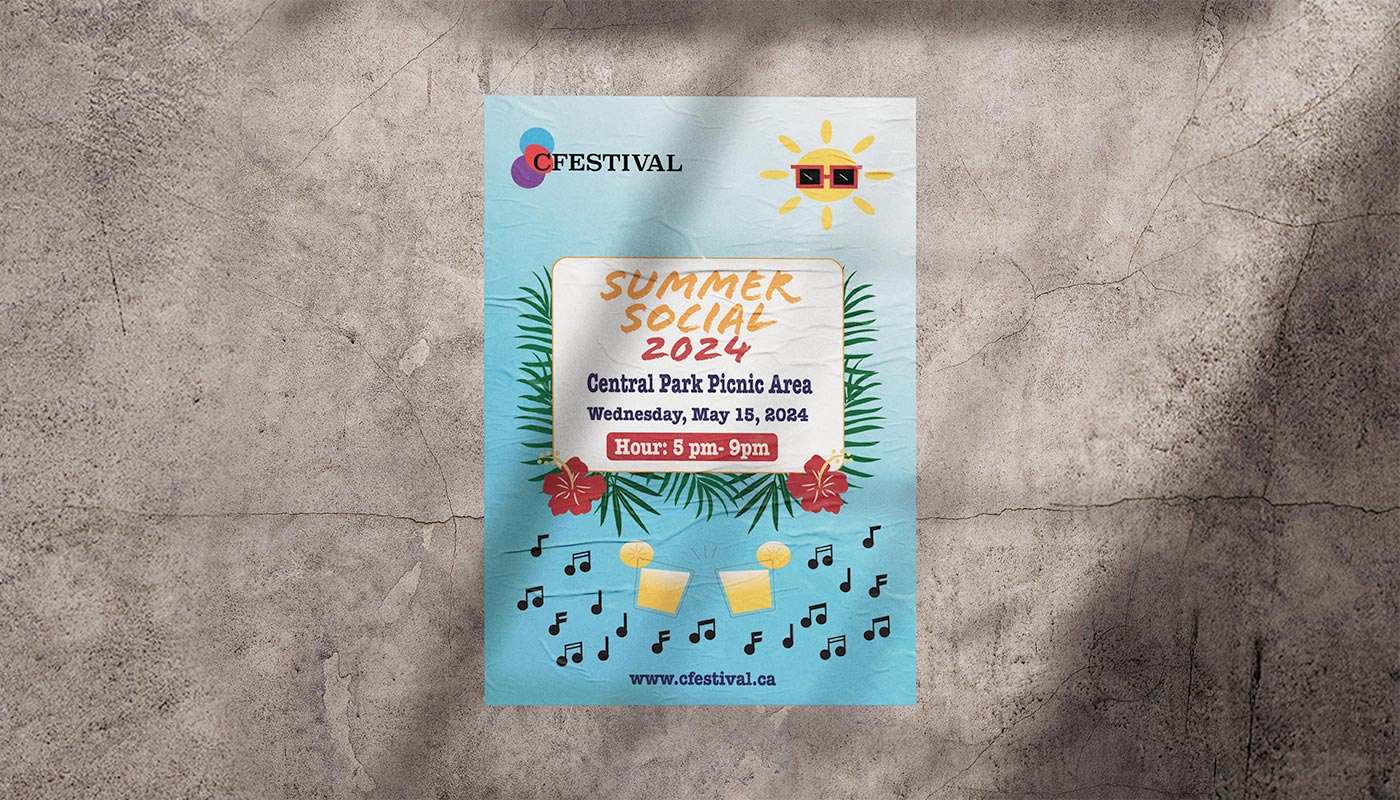 CFESTIVAL
SUMMER
SOCIAL
2024
Central Park Picnic Area
Wednesday, May 15, 2024
Hour: 5 pm- 9pm
www.cfestival.ca